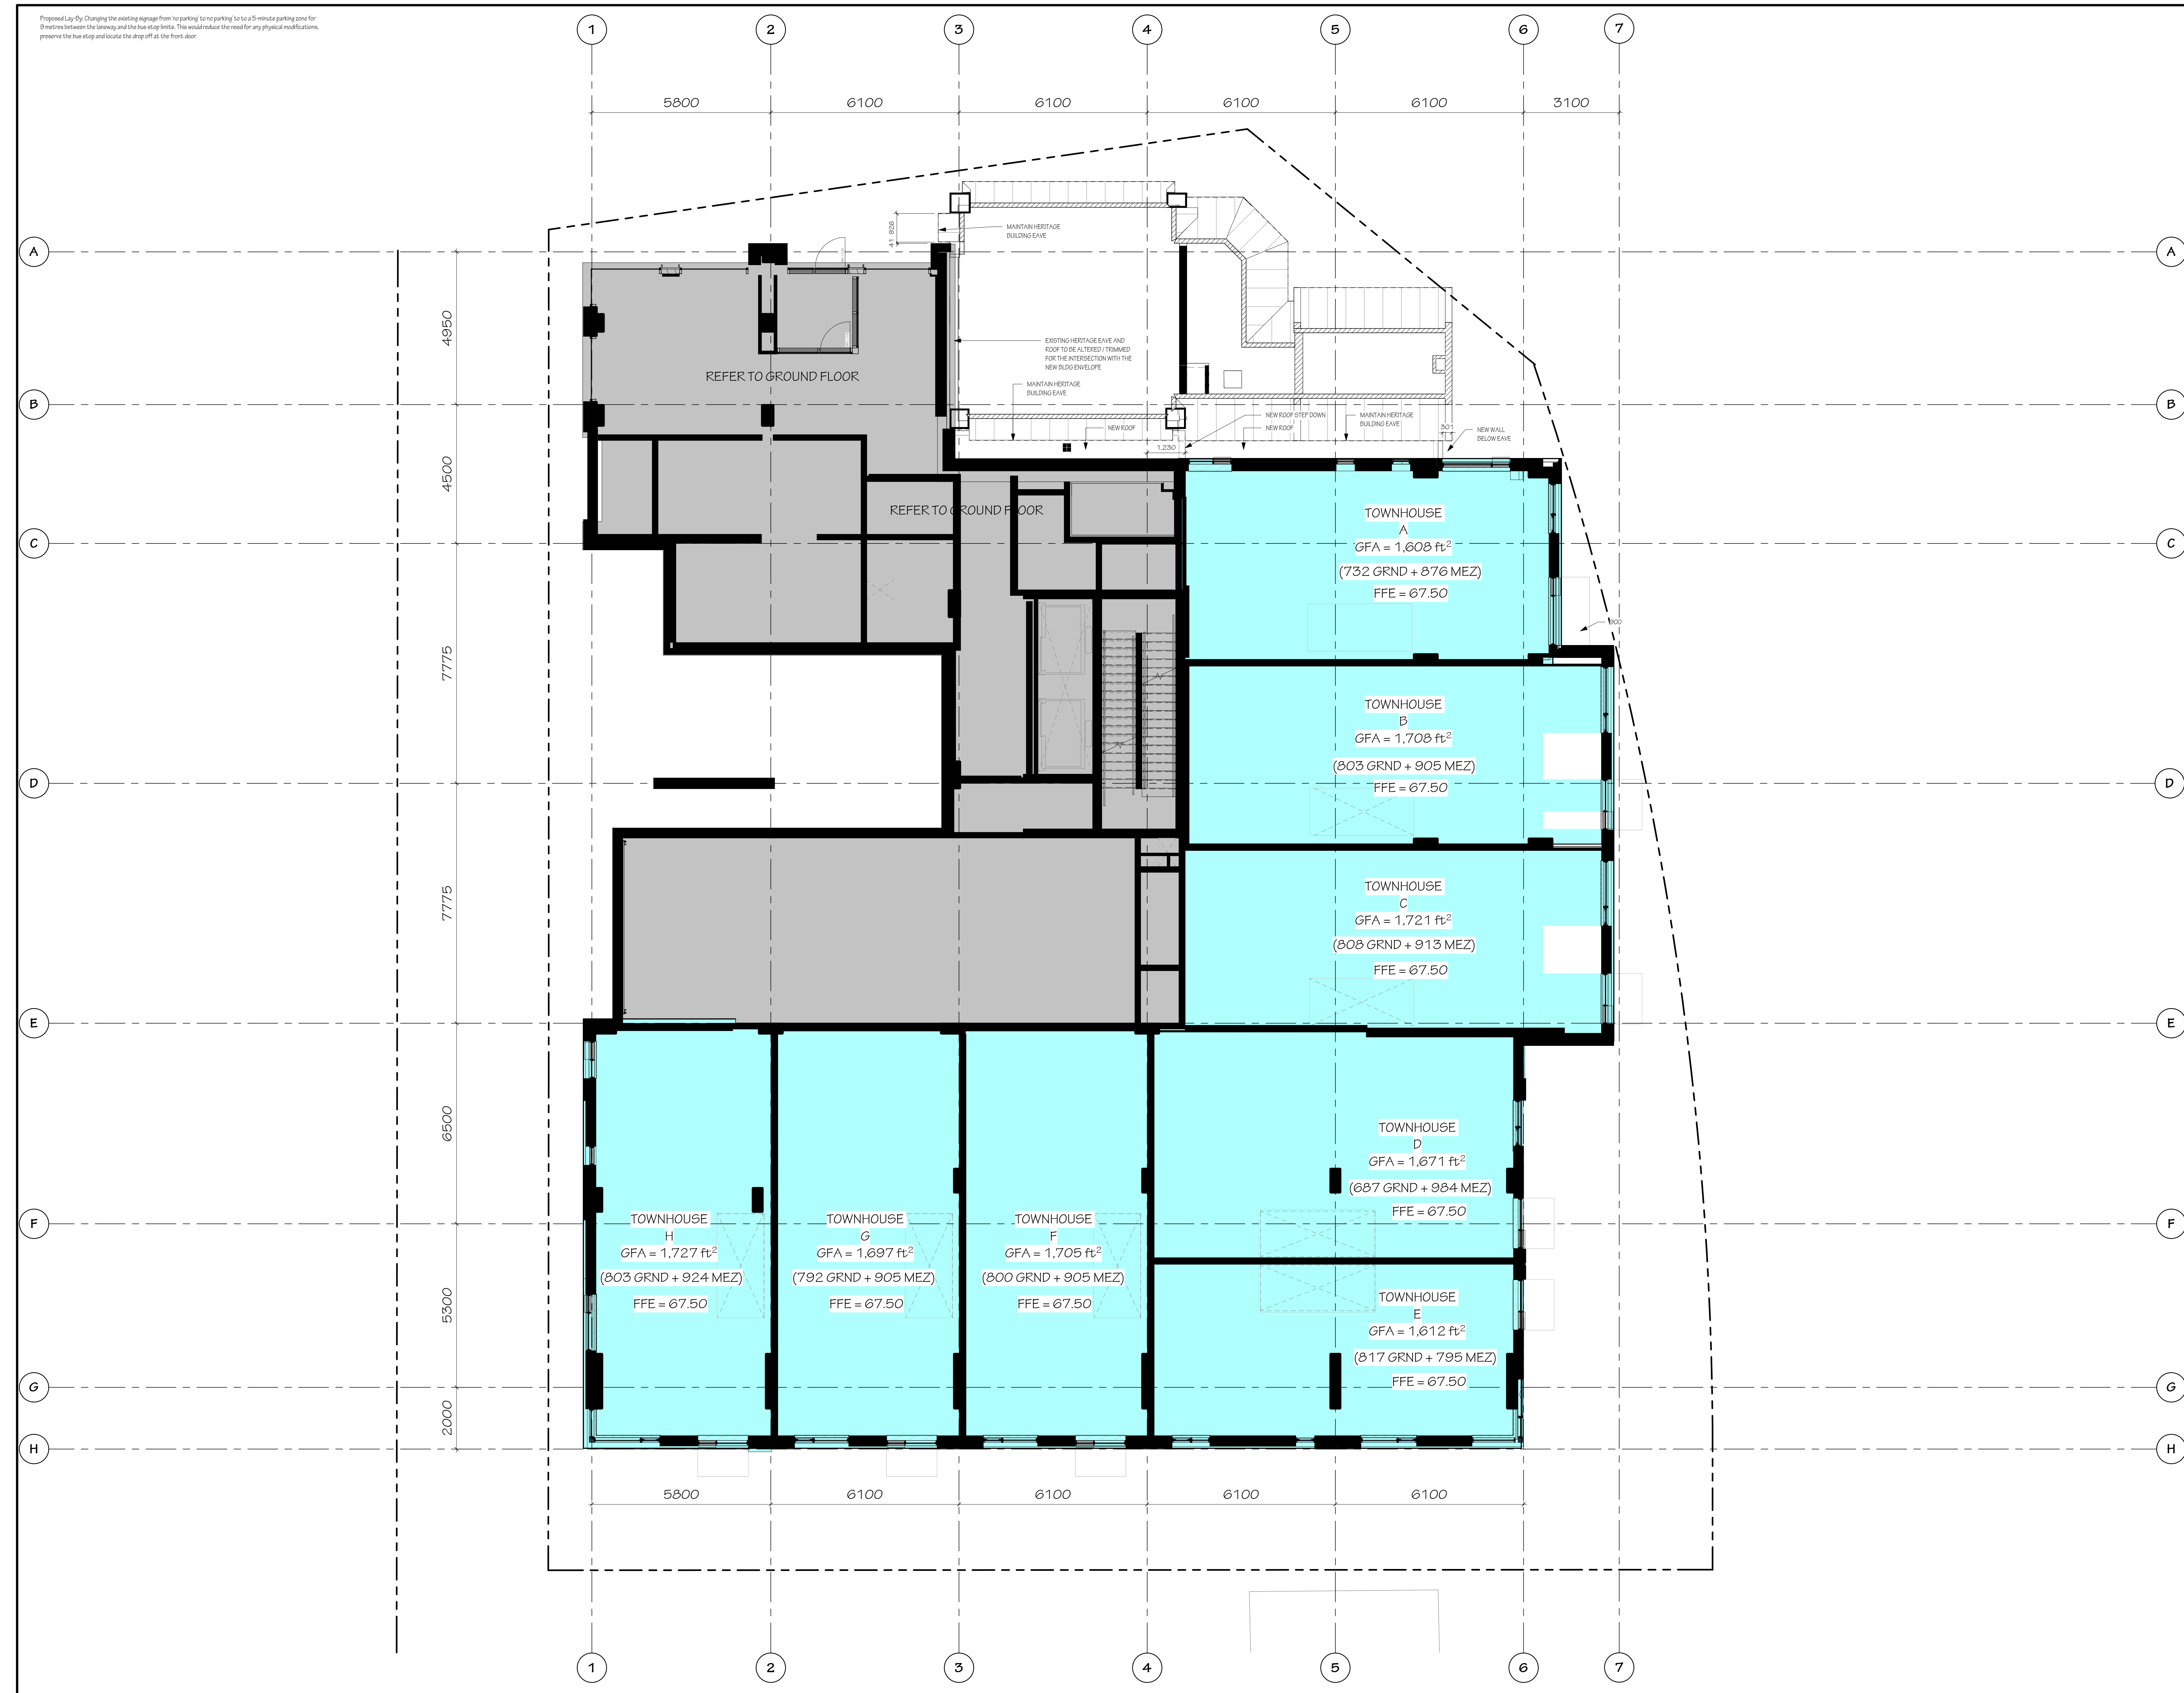 Proposed Lay-By: Changing the existing signage from 'no parking' to no parking' to to a 5-minute parking zone for
9 metres between the laneway and the bus stop limits. This would reduce the need for any physical modifications,
preserve the bus stop and locate the drop off at the front door.
1 2 3 4 5 6 7
5800 6100 6100 6100 6100 3100
A A
41 928
MAINTAIN HERITAGE
BUILDING EAVE
4950
EXISTING HERITAGE EAVE AND
ROOF TO BE ALTERED / TRIMMED
FOR THE INTERSECTION WITH THE
NEW BLDG ENVELOPE
REFER TO GROUND FLOOR
MAINTAIN HERITAGE
BUILDING EAVE
B B
NEW ROOF
NEW ROOF STEP DOWN
NEW ROOF
MAINTAIN HERITAGE
BUILDING EAVE
301
NEW WALL
BELOW EAVE
1,230
4500
REFER TO GROUND FLOOR
TOWNHOUSE
A
GFA = 1,608 ft²
(732 GRND + 876 MEZ)
FFE = 67.50
C C
800
7775
TOWNHOUSE
B
GFA = 1,708 ft²
(803 GRND + 905 MEZ)
FFE = 67.50
D D
7775
TOWNHOUSE
C
GFA = 1,721 ft²
(808 GRND + 913 MEZ)
FFE = 67.50
E E
6500
TOWNHOUSE
D
GFA = 1,671 ft²
(687 GRND + 984 MEZ)
FFE = 67.50
F F
TOWNHOUSE
H
GFA = 1,727 ft²
(803 GRND + 924 MEZ)
FFE = 67.50
TOWNHOUSE
G
GFA = 1,697 ft²
(792 GRND + 905 MEZ)
FFE = 67.50
TOWNHOUSE
F
GFA = 1,705 ft²
(800 GRND + 905 MEZ)
FFE = 67.50
5300
TOWNHOUSE
E
GFA = 1,612 ft²
(817 GRND + 795 MEZ)
FFE = 67.50
G G
2000
H H
5800 6100 6100 6100 6100
1 2 3 4 5 6 7